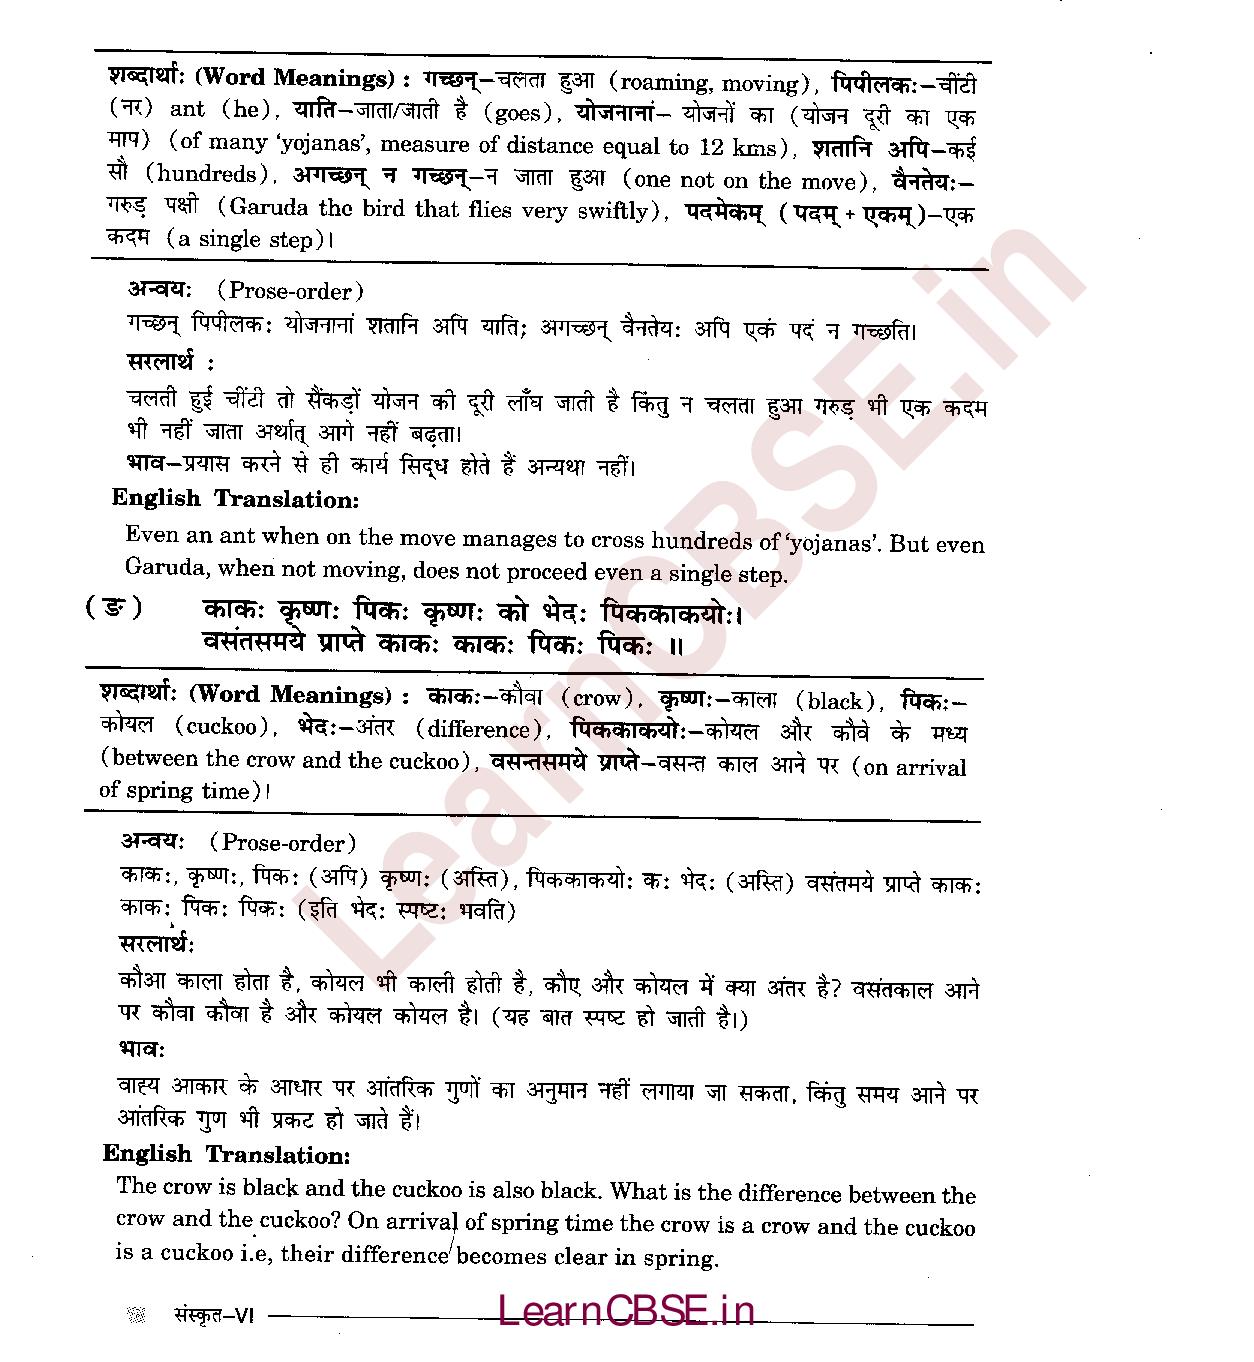 शब्दार्थाः (Word Meanings) : गच्छन्–चलता हुआ (roaming, moving), पिपीलकः–चींटी
(नर) ant (he), याति–जाता/जाती है (goes), योजनानां– योजनों का (योजन दूरी का एक
माप) (of many ‘yojanas’, measure of distance equal to 12 kms), शतानि अपि–कई
सौ (hundreds), अगच्छन् न गच्छन्–न जाता हुआ (one not on the move), वैनतेयः–
गरुड़ पक्षी (Garuda the bird that flies very swiftly), पदमेकम् (पदम् + एकम्)–एक
कदम (a single step)।
अन्वयः (Prose-order)
गच्छन् पिपीलकः योजनानां शतानि अपि याति; अगच्छन् वैनतेयः अपि एकं पदं न गच्छति।
सरलार्थ :
चलती हुई चींटी तो सैंकड़ों योजन की दूरी लाँघ जाती है किंतु न चलता हुआ गरुड़ भी एक कदम
भी नहीं जाता अर्थात् आगे नहीं बढ़ता।
भाव–प्रयास करने से ही कार्य सिद्ध होते हैं अन्यथा नहीं।
English Translation:
Even an ant when on the move manages to cross hundreds of ‘yojanas’. But even
Garuda, when not moving, does not proceed even a single step.
(ङ) काकः कृष्णः पिकः कृष्णः को भेदः पिककाकयोः।
वसंतसमये प्राप्ते काकः काकः पिकः पिकः ॥
शब्दार्थाः (Word Meanings) : काकः–कौवा (crow), कृष्णः–काला (black), पिकः–
कोयल (cuckoo), भेदः–अंतर (difference), पिककाकयोः–कोयल और कौवे के मध्य
(between the crow and the cuckoo), वसन्तसमये प्राप्ते–वसन्त काल आने पर (on arrival
of spring time)।
अन्वयः (Prose-order)
काकः, कृष्णः, पिकः (अपि) कृष्णः (अस्ति), पिककाकयोः कः भेदः (अस्ति) वसंतमये प्राप्ते काकः
काकः पिकः पिकः (इति भेदः स्पष्टः भवति)
सरलार्थः
कौआ काला होता है, कोयल भी काली होती है, कौए और कोयल में क्या अंतर है? वसंतकाल आने
पर कौवा कौवा है और कोयल कोयल है। (यह बात स्पष्ट हो जाती है।)
भावः
वाह्य आकार के आधार पर आंतरिक गुणों का अनुमान नहीं लगाया जा सकता, किंतु समय आने पर
आंतरिक गुण भी प्रकट हो जाते हैं।
English Translation:
The crow is black and the cuckoo is also black. What is the difference between the
crow and the cuckoo? On arrival of spring time the crow is a crow and the cuckoo
is a cuckoo i.e, their difference becomes clear in spring.
संस्कृत–VI
LearnCBSE.in
LearnCBSE.in